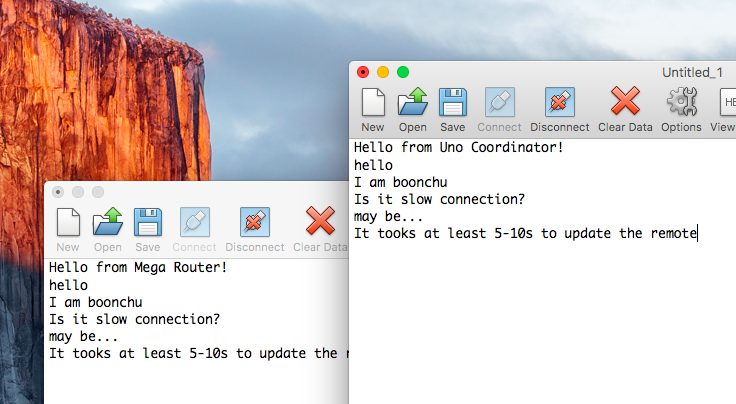 Untitled_1
New Open Save Connect Disconnect Clear Data Options View
Hello from Uno Coordinator!
hello
I am boonchu
Is it slow connection?
may be...
It tooks at least 5-10s to update the remote
New Open Save Connect Disconnect Clear Data
Hello from Mega Router!
hello
I am boonchu
Is it slow connection?
may be...
It tooks at least 5-10s to update the